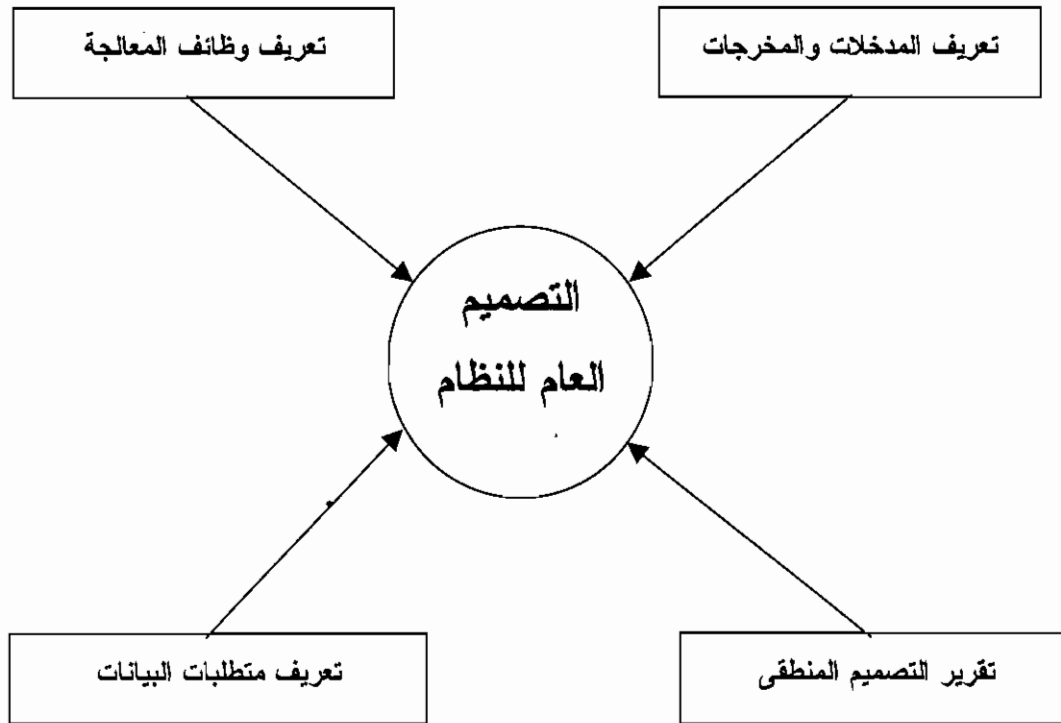 تعريف المدخلات والمخرجات
تعريف وظائف المعالجة
التصميم
العام للنظام
تقرير التصميم المنطقى
تعريف متطلبات البيانات